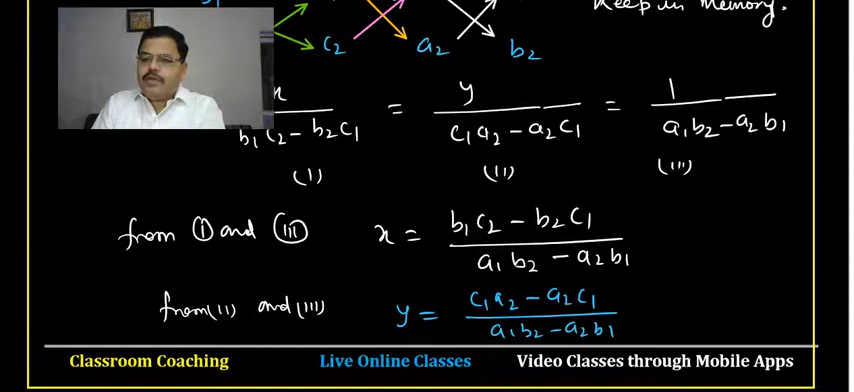 Keep in Memory.
c2 a2 b2
x / b1c2 - b2c1 = y / c1a2 - a2c1 = 1 / a1b2 - a2b1
(I) (II) (III)
from (I) and (III) x = b1c2 - b2c1 / a1b2 - a2b1
from (II) and (III) y = c1a2 - a2c1 / a1b2 - a2b1
Classroom Coaching Live Online Classes Video Classes through Mobile Apps